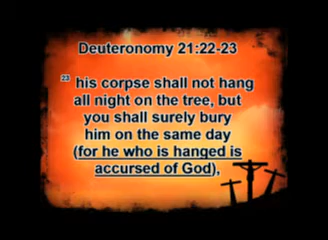 Deuteronomy 21:22-23
23 his corpse shall not hang
all night on the tree, but
you shall surely bury
him on the same day
(for he who is hanged is
accursed of God),